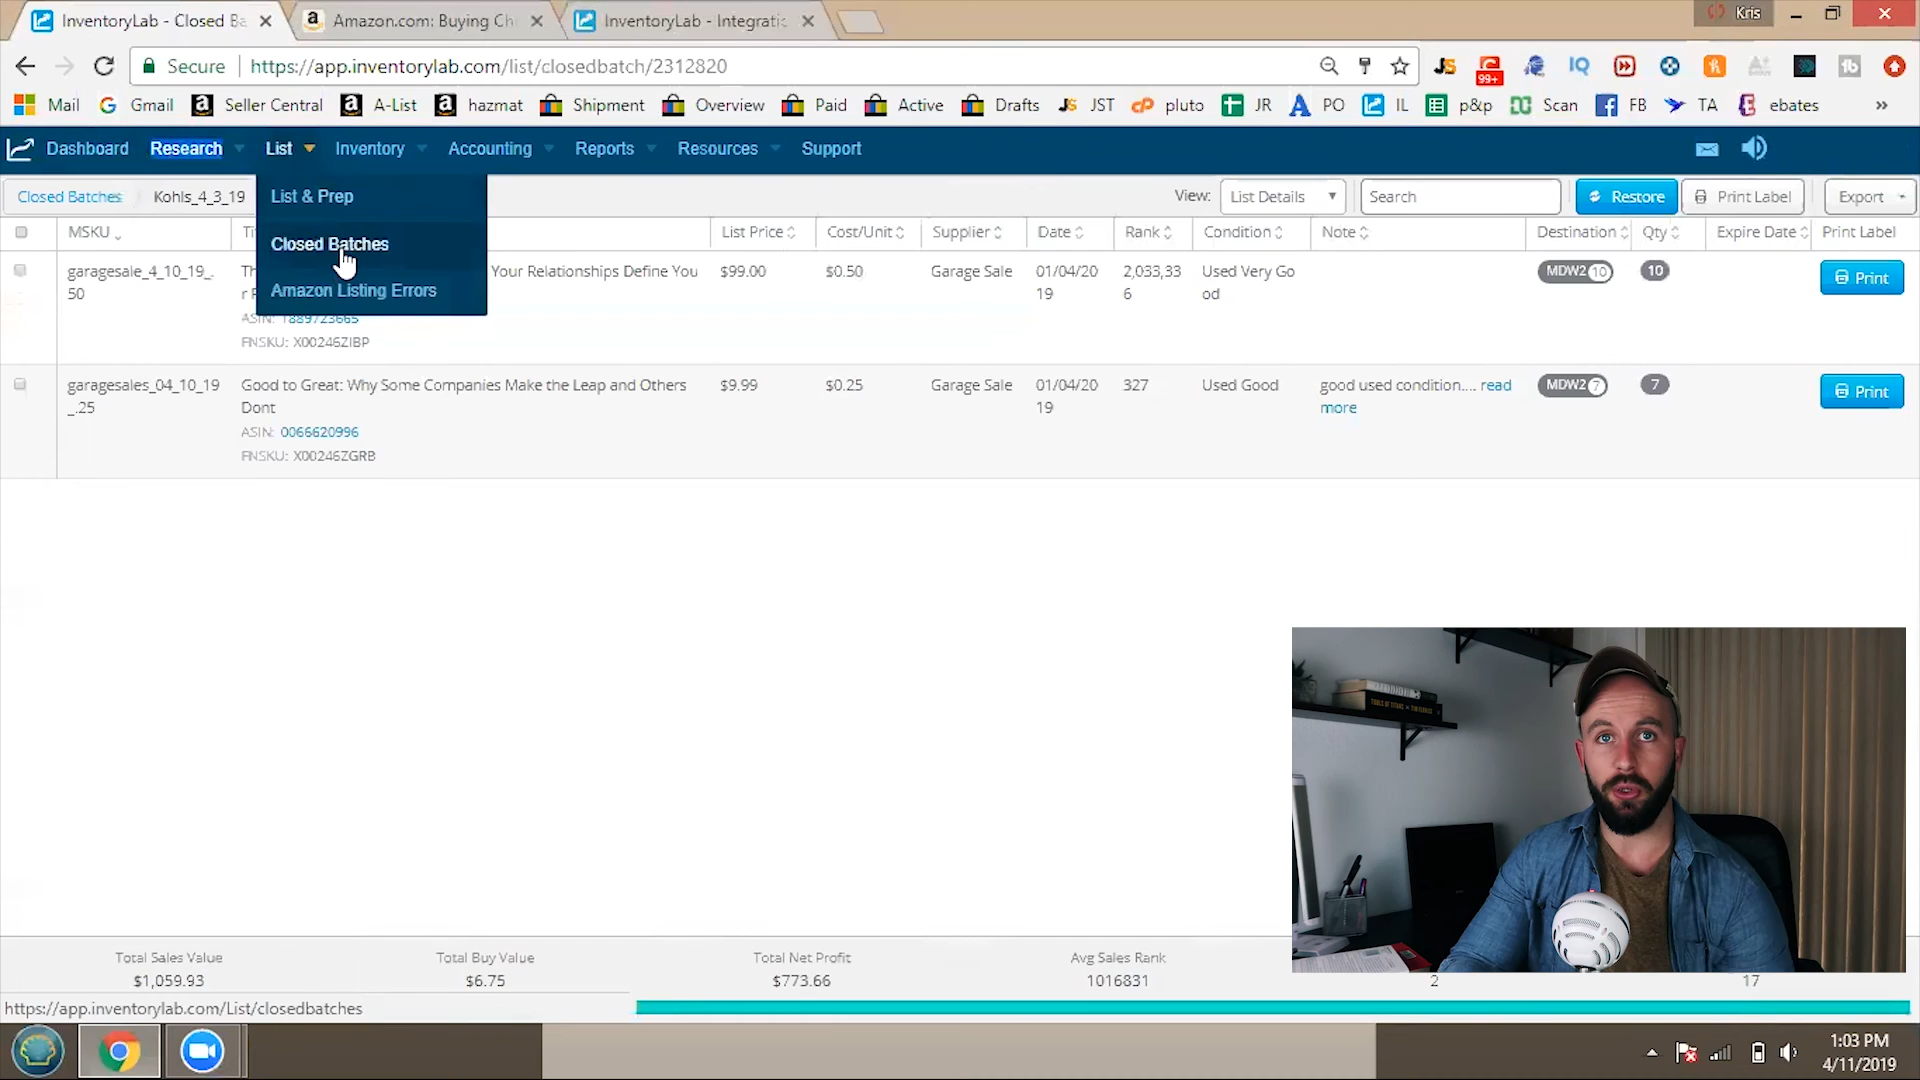 InventoryLab - Closed Ba
Amazon.com: Buying Ch
InventoryLab - Integratic
Kris
Secure
https://app.inventorylab.com/list/closedbatch/2312820
99+
IQ
Mail
Gmail
Seller Central
A-List
hazmat
Shipment
Overview
Paid
Active
Drafts
JST
pluto
JR
PO
IL
p&p
Scan
FB
TA
ebates
»
Dashboard
Research
List
Inventory
Accounting
Reports
Resources
Support
Closed Batches
Kohls_4_3_19
List & Prep
Closed Batches
Amazon Listing Errors
View:
List Details
Search
Restore
Print Label
Export
MSKU
List Price
Cost/Unit
Supplier
Date
Rank
Condition
Note
Destination
Qty
Expire Date
Print Label
garagesale_4_10_19_.
50
Your Relationships Define You
ASIN: 1889723665
FNSKU: X00246ZIBP
$99.00
$0.50
Garage Sale
01/04/20
19
2,033,33
6
Used Very Go
od
MDW2 10
10
Print
garagesales_04_10_19
_.25
Good to Great: Why Some Companies Make the Leap and Others
Dont
ASIN: 0066620996
FNSKU: X00246ZGRB
$9.99
$0.25
Garage Sale
01/04/20
19
327
Used Good
good used condition.... read
more
MDW2 7
7
Print
TOOLS OF TITANS
Total Sales Value
$1,059.93
Total Buy Value
$6.75
Total Net Profit
$773.66
Avg Sales Rank
1016831
2
17
https://app.inventorylab.com/List/closedbatches
1:03 PM
4/11/2019